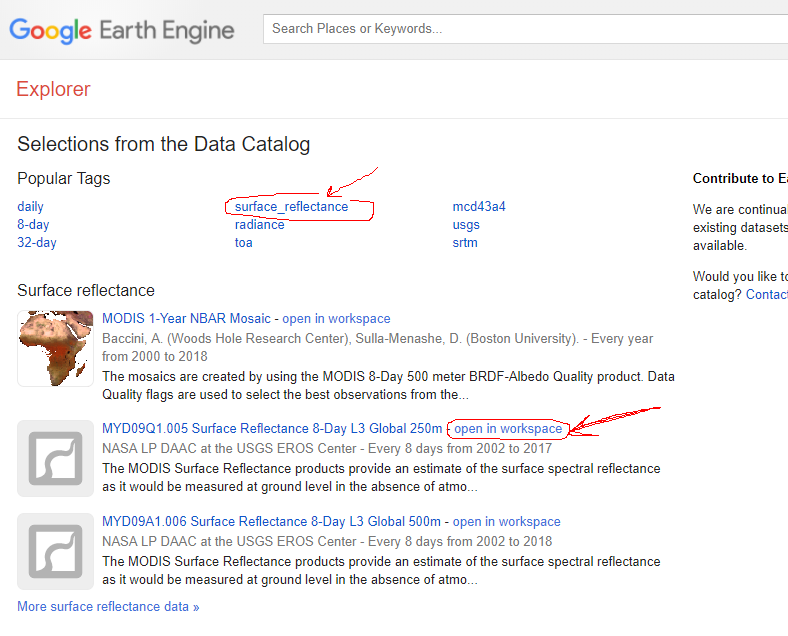 Google Earth Engine
Search Places or Keywords...
Explorer
Selections from the Data Catalog
Popular Tags
daily surface_reflectance mcd43a4
8-day radiance usgs
32-day toa srtm
Surface reflectance
MODIS 1-Year NBAR Mosaic - open in workspace
Baccini, A. (Woods Hole Research Center), Sulla-Menashe, D. (Boston University). - Every year
from 2000 to 2018
The mosaics are created by using the MODIS 8-Day 500 meter BRDF-Albedo Quality product. Data
Quality flags are used to select the best observations from the...
MYD09Q1.005 Surface Reflectance 8-Day L3 Global 250m - open in workspace
NASA LP DAAC at the USGS EROS Center - Every 8 days from 2002 to 2017
The MODIS Surface Reflectance products provide an estimate of the surface spectral reflectance
as it would be measured at ground level in the absence of atmo...
MYD09A1.006 Surface Reflectance 8-Day L3 Global 500m - open in workspace
NASA LP DAAC at the USGS EROS Center - Every 8 days from 2002 to 2018
The MODIS Surface Reflectance products provide an estimate of the surface spectral reflectance
as it would be measured at ground level in the absence of atmo...
More surface reflectance data »
Contribute to E
We are continual
existing datasets
available.
Would you like to
catalog? Contact